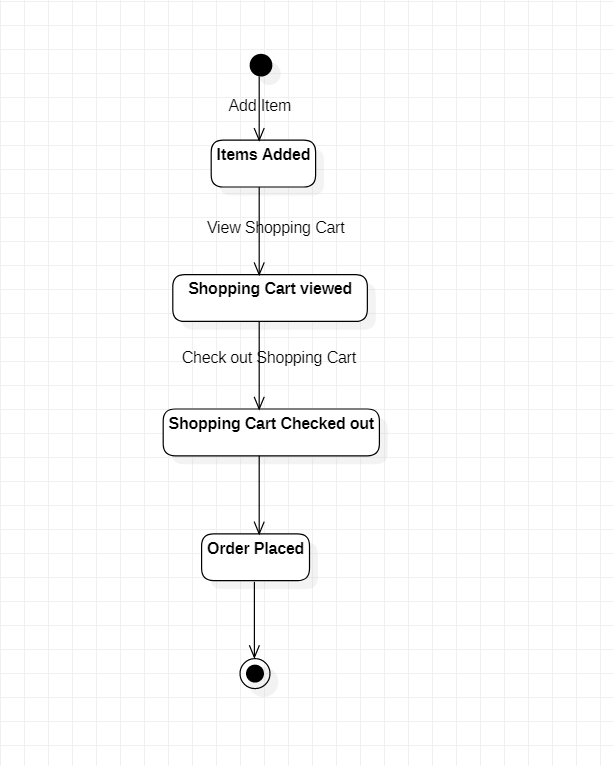 Add Item
Items Added
View Shopping Cart
Shopping Cart viewed
Check out Shopping Cart
Shopping Cart Checked out
Order Placed